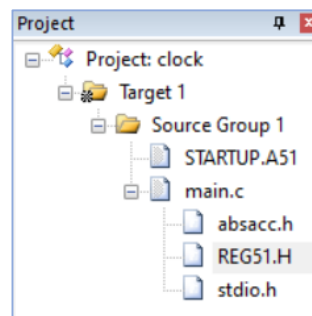 Project
Project: clock
Target 1
Source Group 1
STARTUP.A51
main.c
absacc.h
REG51.H
stdio.h